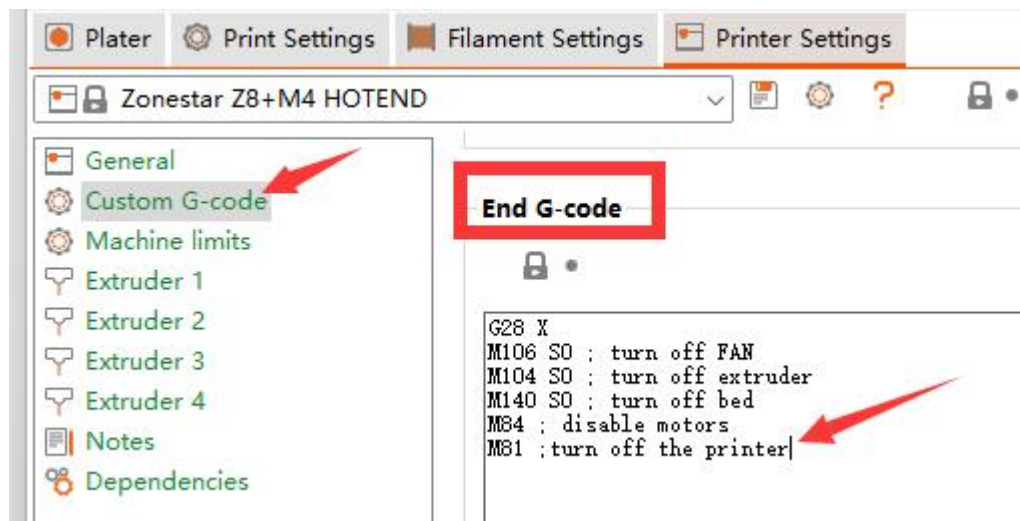 Plater Print Settings Filament Settings Printer Settings
Zonestar Z8+M4 HOTEND
General
Custom G-code
Machine limits
Extruder 1
Extruder 2
Extruder 3
Extruder 4
Notes
Dependencies
End G-code
G28 X
M106 S0 ; turn off FAN
M104 S0 ; turn off extruder
M140 S0 ; turn off bed
M84 ; disable motors
M81 ;turn off the printer